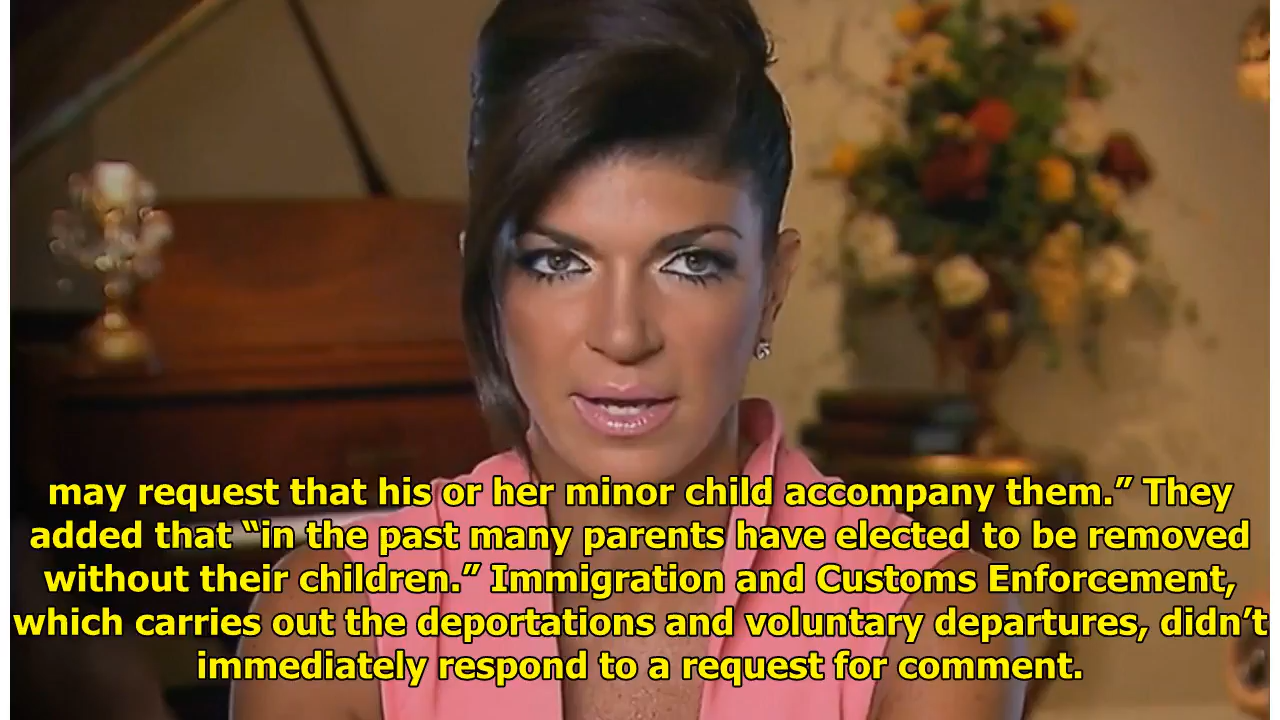 may request that his or her minor child accompany them.” They
added that “in the past many parents have elected to be removed
without their children.” Immigration and Customs Enforcement,
which carries out the deportations and voluntary departures, didn’t
immediately respond to a request for comment.